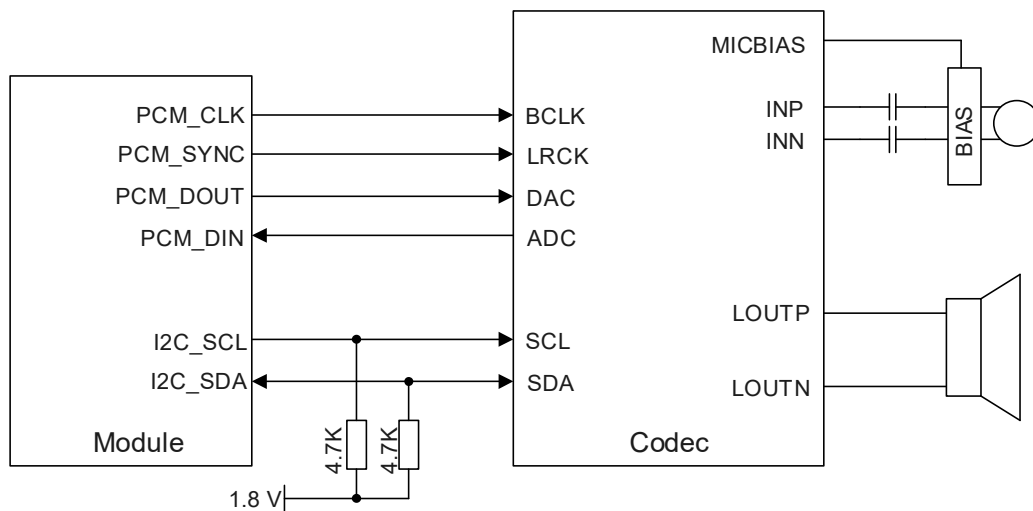 MICBIAS
PCM_CLK
BCLK
INP
PCM_SYNC
LRCK
INN
BIAS
PCM_DOUT
DAC
PCM_DIN
ADC
LOUTP
I2C_SCL
SCL
I2C_SDA
SDA
LOUTN
Module
4.7K
4.7K
Codec
1.8 V